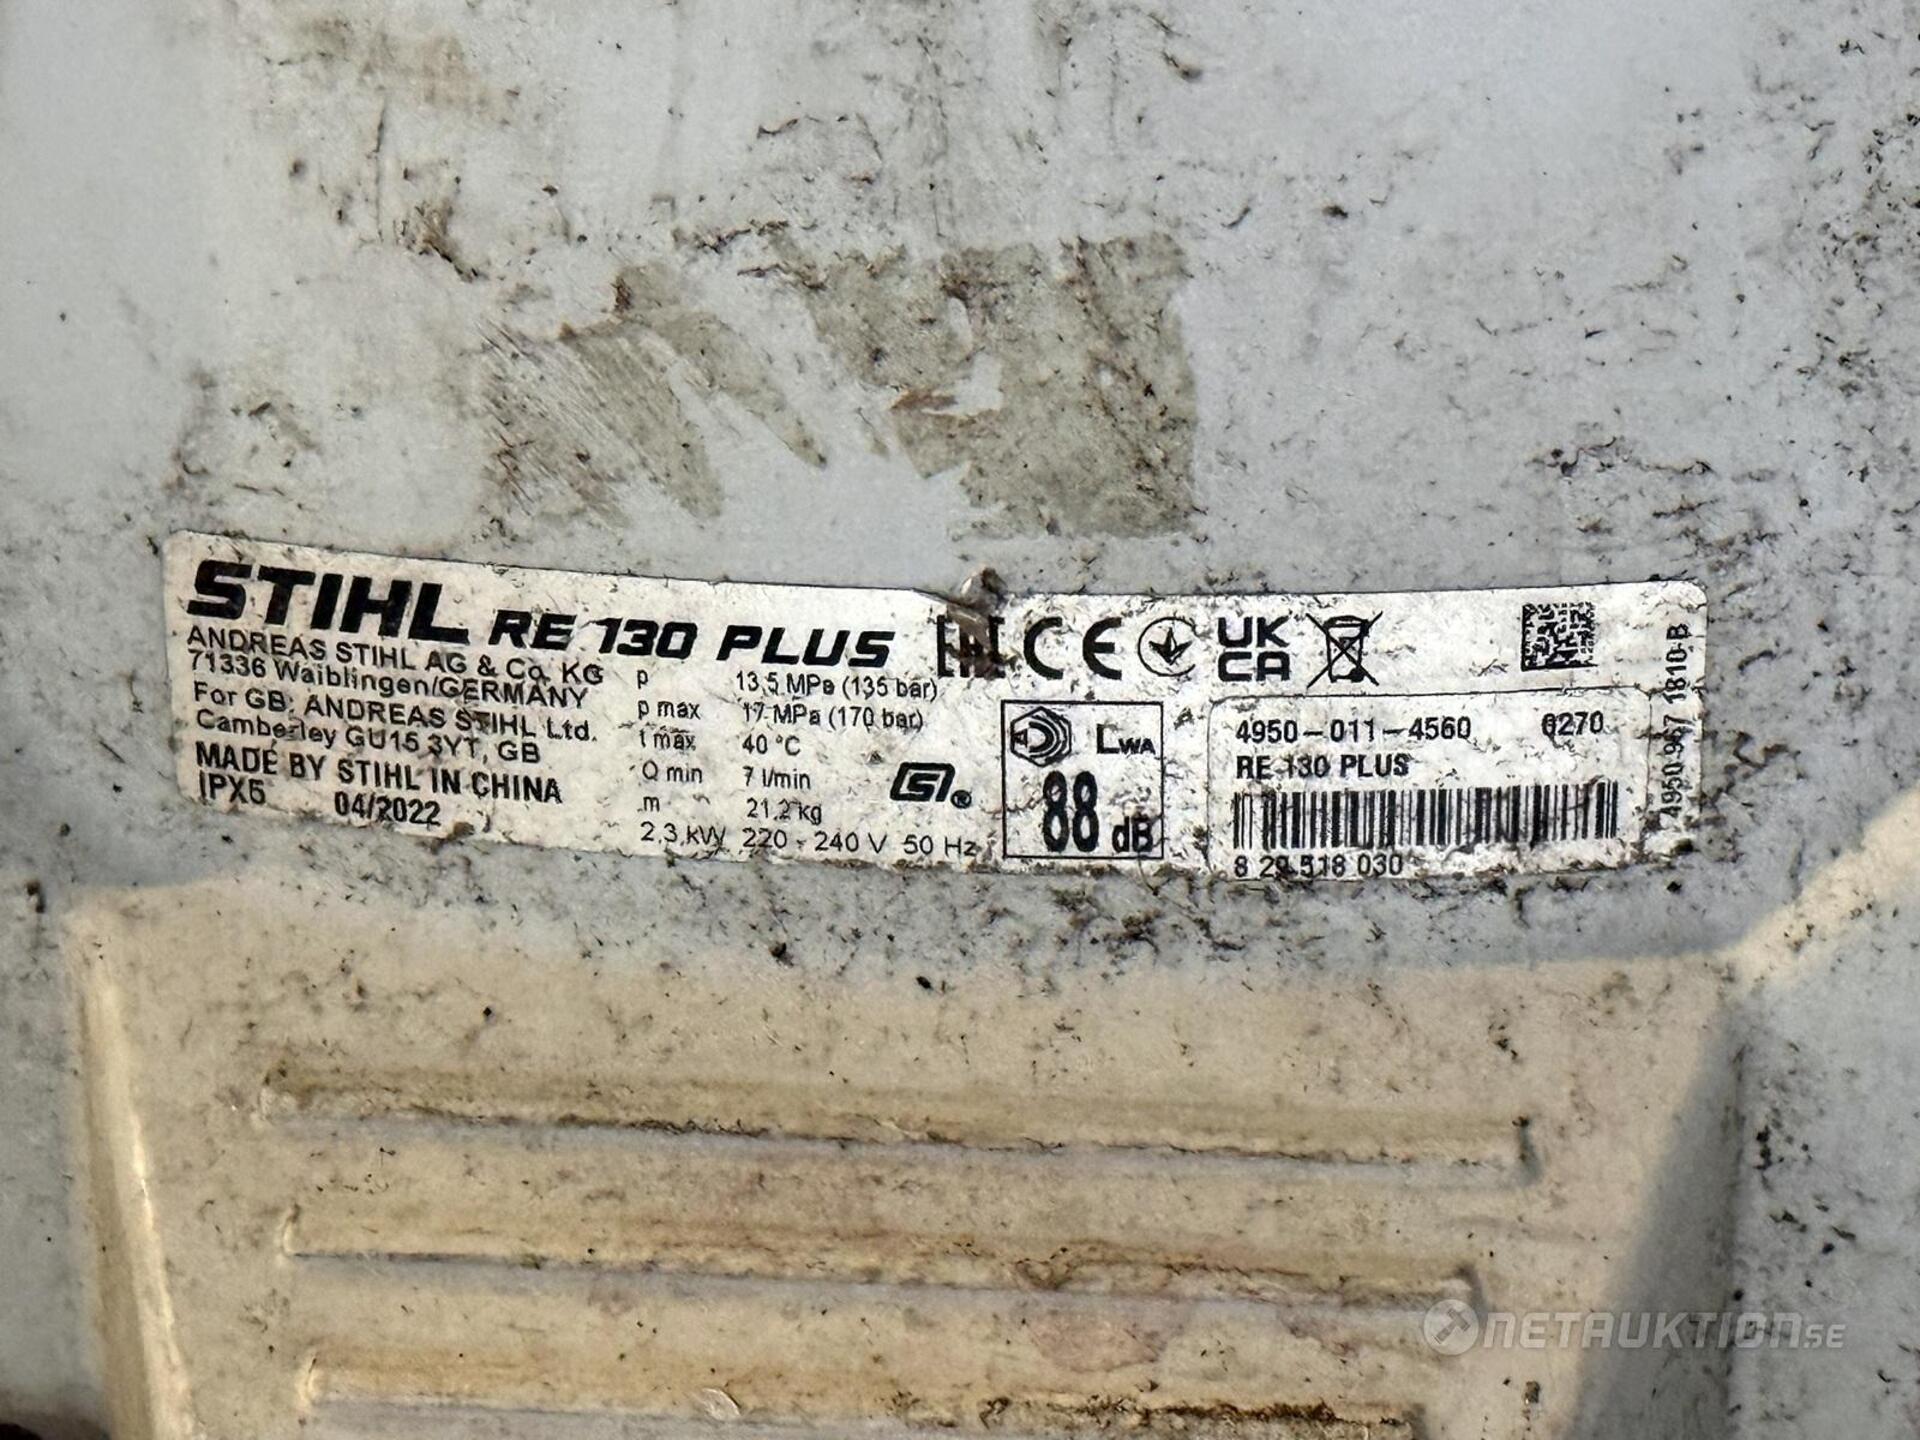 STIHL RE 130 PLUS
ANDREAS STIHL AG & Co. KG
71336 Waiblingen/GERMANY
For GB: ANDREAS STIHL Ltd.
Camberley GU15 3YT, GB
MADE BY STIHL IN CHINA
IPX5 04/2022
p 13,5 MPa (135 bar)
p max 17 MPa (170 bar)
t max 40 °C
Q min 7 l/min
m 21,2 kg
2,3 kW 220 - 240 V 50 Hz
EAC CE UK CA
LWA
88 dB
4950-011-4560 6270
RE 130 PLUS
8 29 518 030
4950 967 1810 B
NETAUKTION.SE